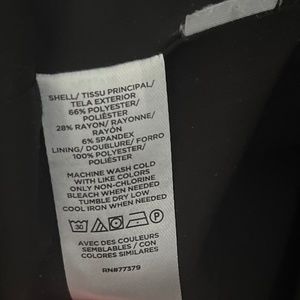 SHELL/ TISSU PRINCIPAL/
TELA EXTERIOR
66% POLYESTER/
POLIÉSTER
28% RAYON/ RAYONNE/
RAYÓN
6% SPANDEX
LINING/ DOUBLURE/ FORRO
100% POLYESTER/
POLIÉSTER
MACHINE WASH COLD
WITH LIKE COLORS
ONLY NON-CHLORINE
BLEACH WHEN NEEDED
TUMBLE DRY LOW
COOL IRON WHEN NEEDED
30 P
AVEC DES COULEURS
SEMBLABLES / CON
COLORES SIMILARES
RN#77379